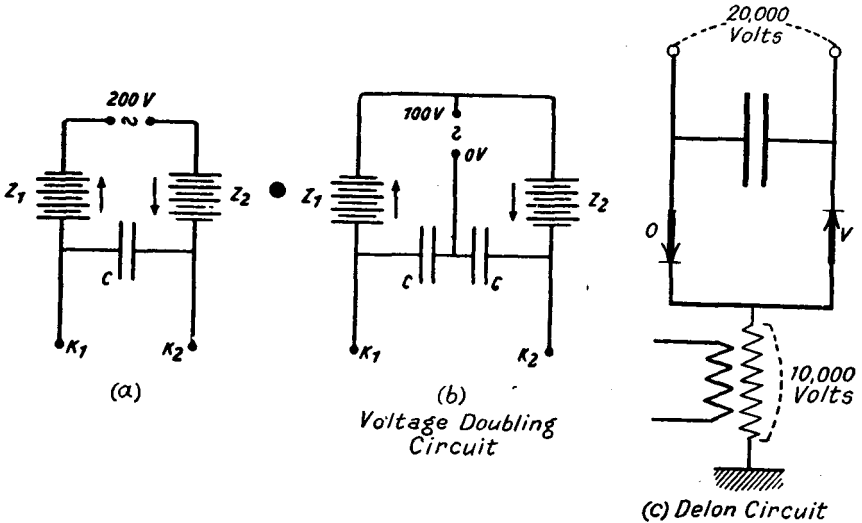 200V
Z1
Z2
C
K1
K2
(a)
100V
0V
Z1
Z2
C
C
K1
K2
(b)
Voltage Doubling
Circuit
20,000
Volts
O
V
10,000
Volts
(c) Delon Circuit